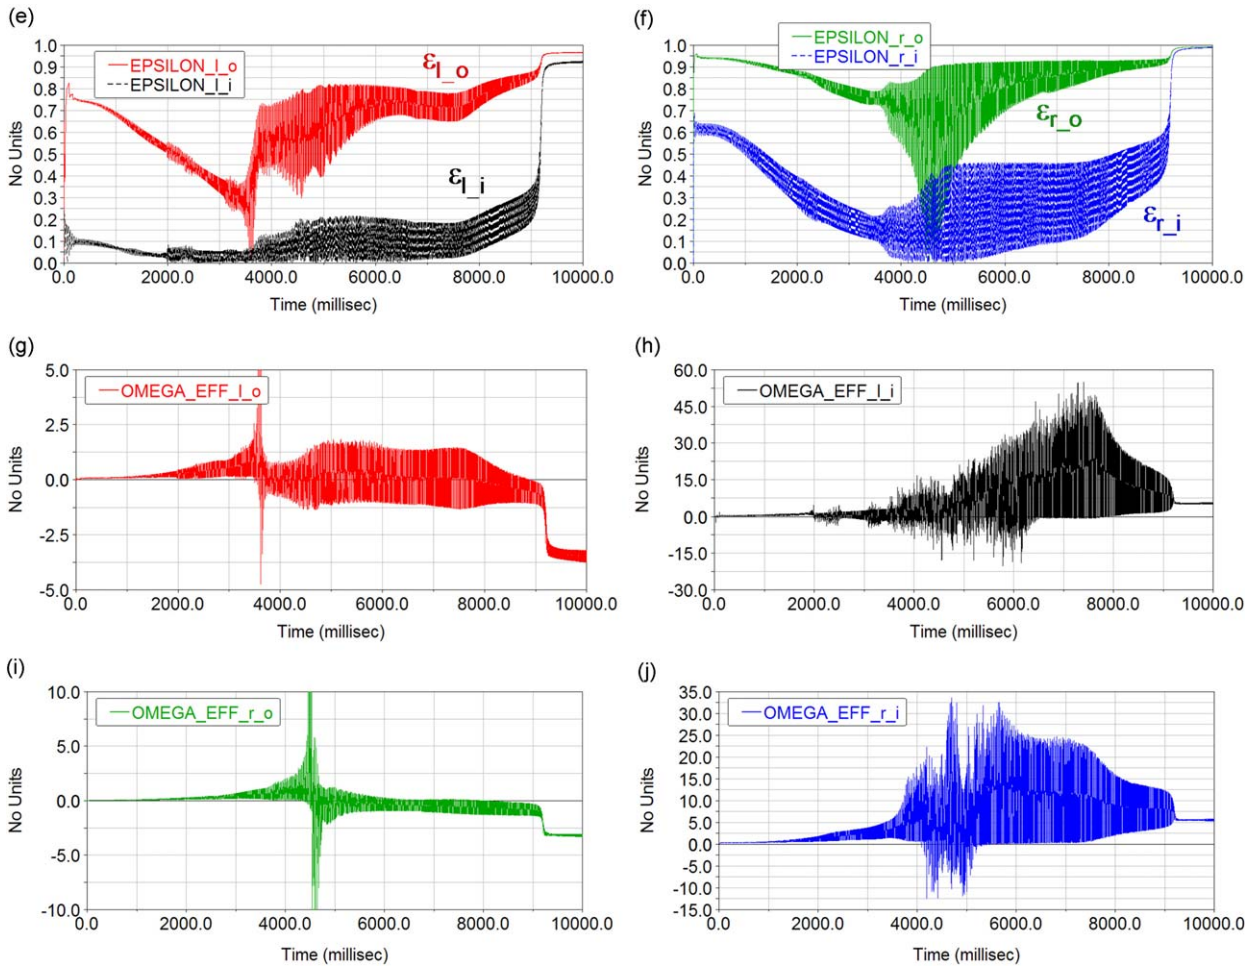 (e)
EPSILON_l_o
EPSILON_l_i
ε_l_o
ε_l_i
No Units
1.0
0.9
0.8
0.7
0.6
0.5
0.4
0.3
0.2
0.1
0.0
0.0 2000.0 4000.0 6000.0 8000.0 10000.0
Time (millisec)
(f)
EPSILON_r_o
EPSILON_r_i
ε_r_o
ε_r_i
No Units
1.0
0.9
0.8
0.7
0.6
0.5
0.4
0.3
0.2
0.1
0.0
0.0 2000.0 4000.0 6000.0 8000.0 10000.0
Time (millisec)
(g)
OMEGA_EFF_l_o
No Units
5.0
2.5
0.0
-2.5
-5.0
0.0 2000.0 4000.0 6000.0 8000.0 10000.0
Time (millisec)
(h)
OMEGA_EFF_l_i
No Units
60.0
45.0
30.0
15.0
0.0
-15.0
-30.0
0.0 2000.0 4000.0 6000.0 8000.0 10000.0
Time (millisec)
(i)
OMEGA_EFF_r_o
No Units
10.0
5.0
0.0
-5.0
-10.0
0.0 2000.0 4000.0 6000.0 8000.0 10000.0
Time (millisec)
(j)
OMEGA_EFF_r_i
No Units
35.0
30.0
25.0
20.0
15.0
10.0
5.0
0.0
-5.0
-10.0
-15.0
0.0 2000.0 4000.0 6000.0 8000.0 10000.0
Time (millisec)